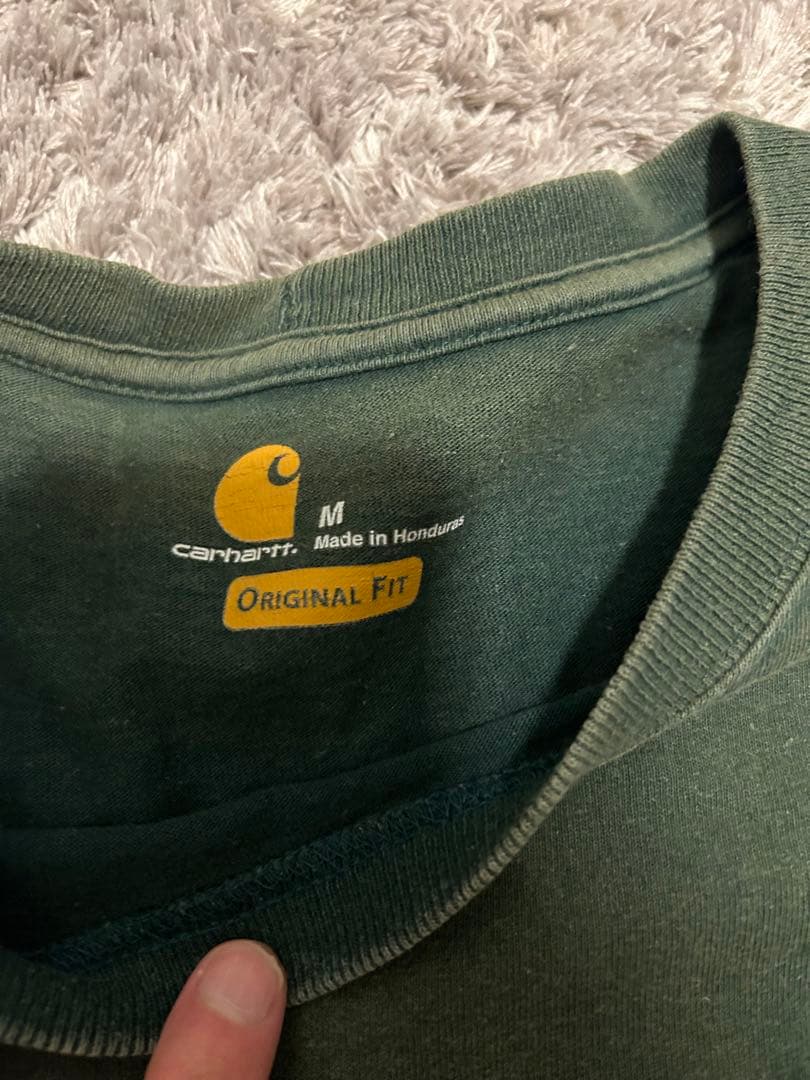 M
carhartt.
Made in Honduras
ORIGINAL FIT